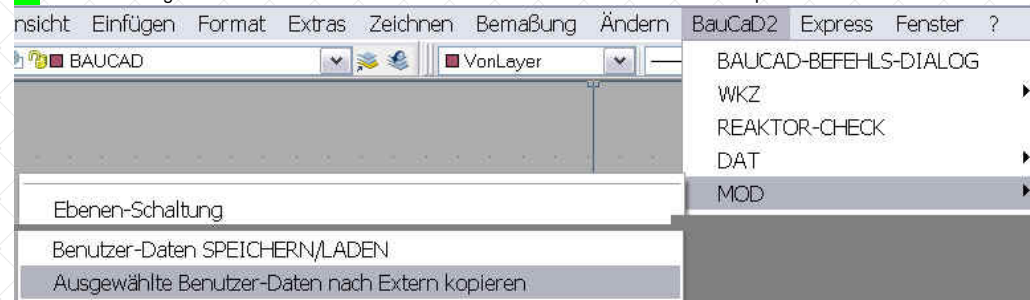 nsicht Einfügen Format Extras Zeichnen Bemaßung Ändern BauCaD2 Express Fenster ?
BAUCAD VonLayer
BAUCAD-BEFEHLS-DIALOG
WKZ
REAKTOR-CHECK
DAT
MOD
Ebenen-Schaltung
Benutzer-Daten SPEICHERN/LADEN
Ausgewählte Benutzer-Daten nach Extern kopieren